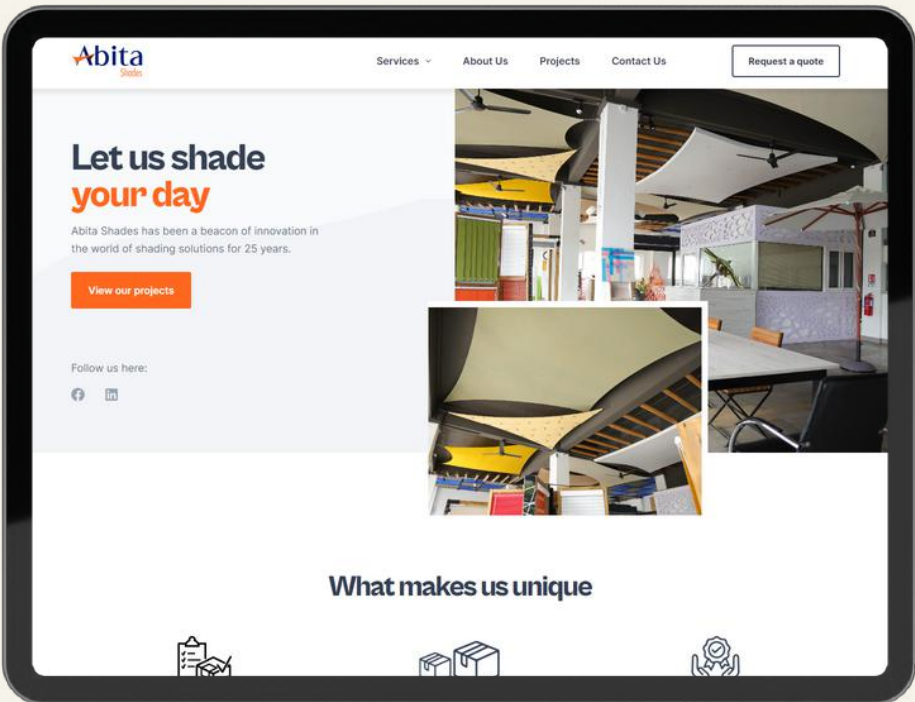 Abita
Shades
Services
About Us
Projects
Contact Us
Request a quote
Let us shade
your day
Abita Shades has been a beacon of innovation in
the world of shading solutions for 25 years.
View our projects
Follow us here:
What makes us unique